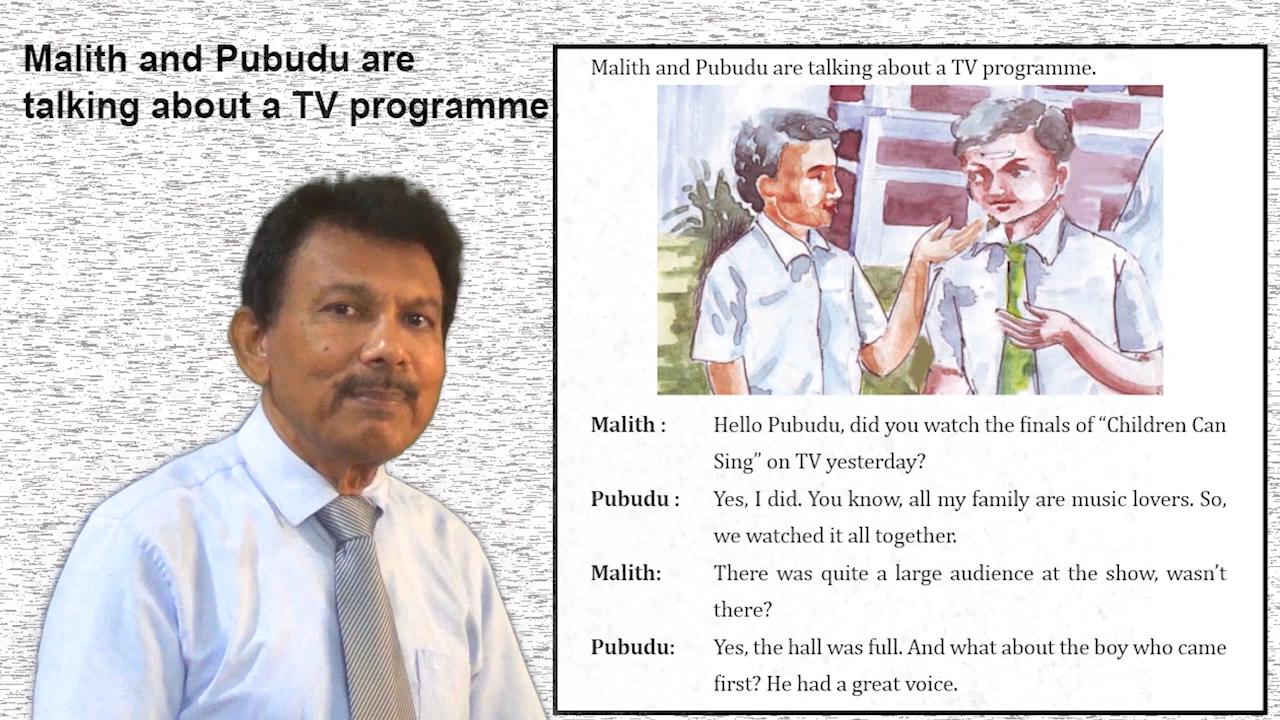 Malith and Pubudu are
talking about a TV programme
Malith and Pubudu are talking about a TV programme.
Malith : Hello Pubudu, did you watch the finals of “Children Can
Sing” on TV yesterday?
Pubudu : Yes, I did. You know, all my family are music lovers. So
we watched it all together.
Malith: There was quite a large audience at the show wasn't
there?
Pubudu: Yes, the hall was full. And what about the boy who came
first? He had a great voice.